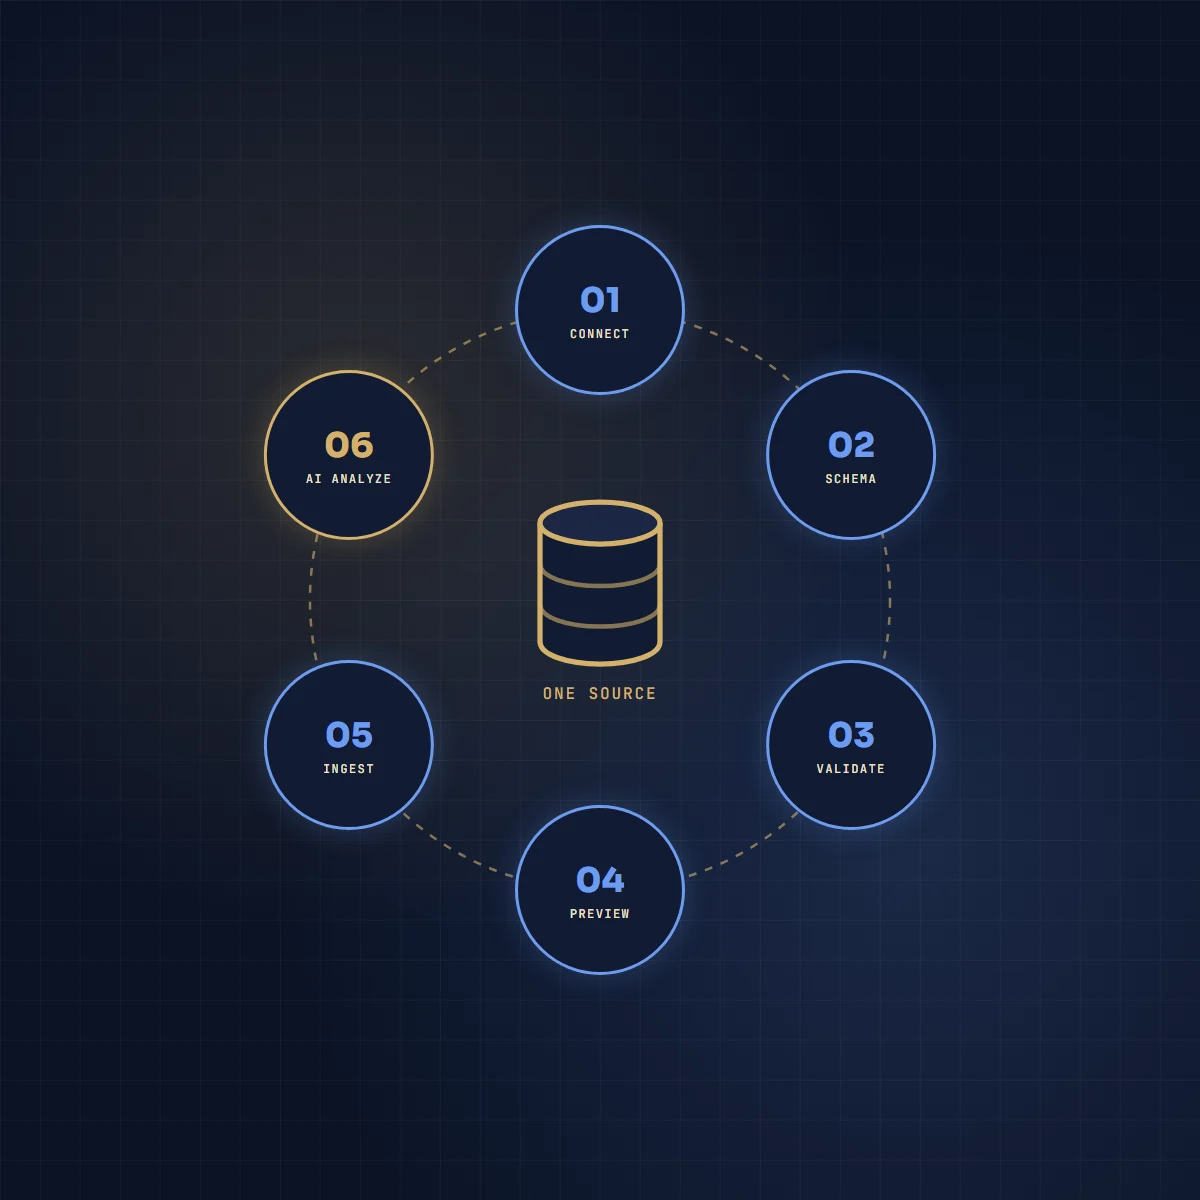 01
CONNECT
02
SCHEMA
03
VALIDATE
04
PREVIEW
05
INGEST
06
AI ANALYZE
ONE SOURCE